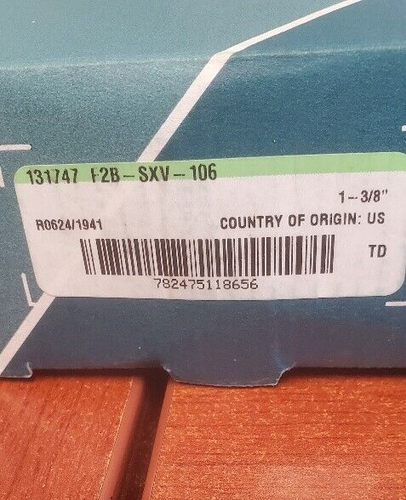 131747 F2B-SXV-106
1-3/8"
R0624/1941 COUNTRY OF ORIGIN: US
TD
782475118656